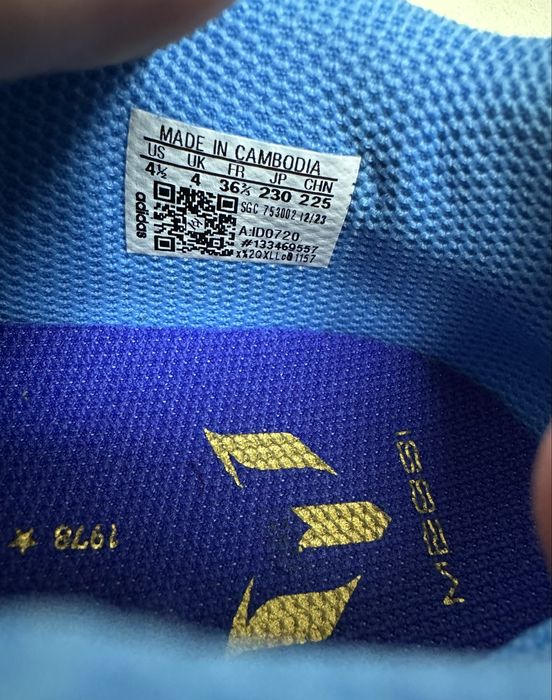 MADE IN CAMBODIA
US UK FR JP CHN
4½ 4 36⅔ 230 225
adidas
SGC 753002 12/23
A:ID0720
#133469557
MESSI
1978 ★